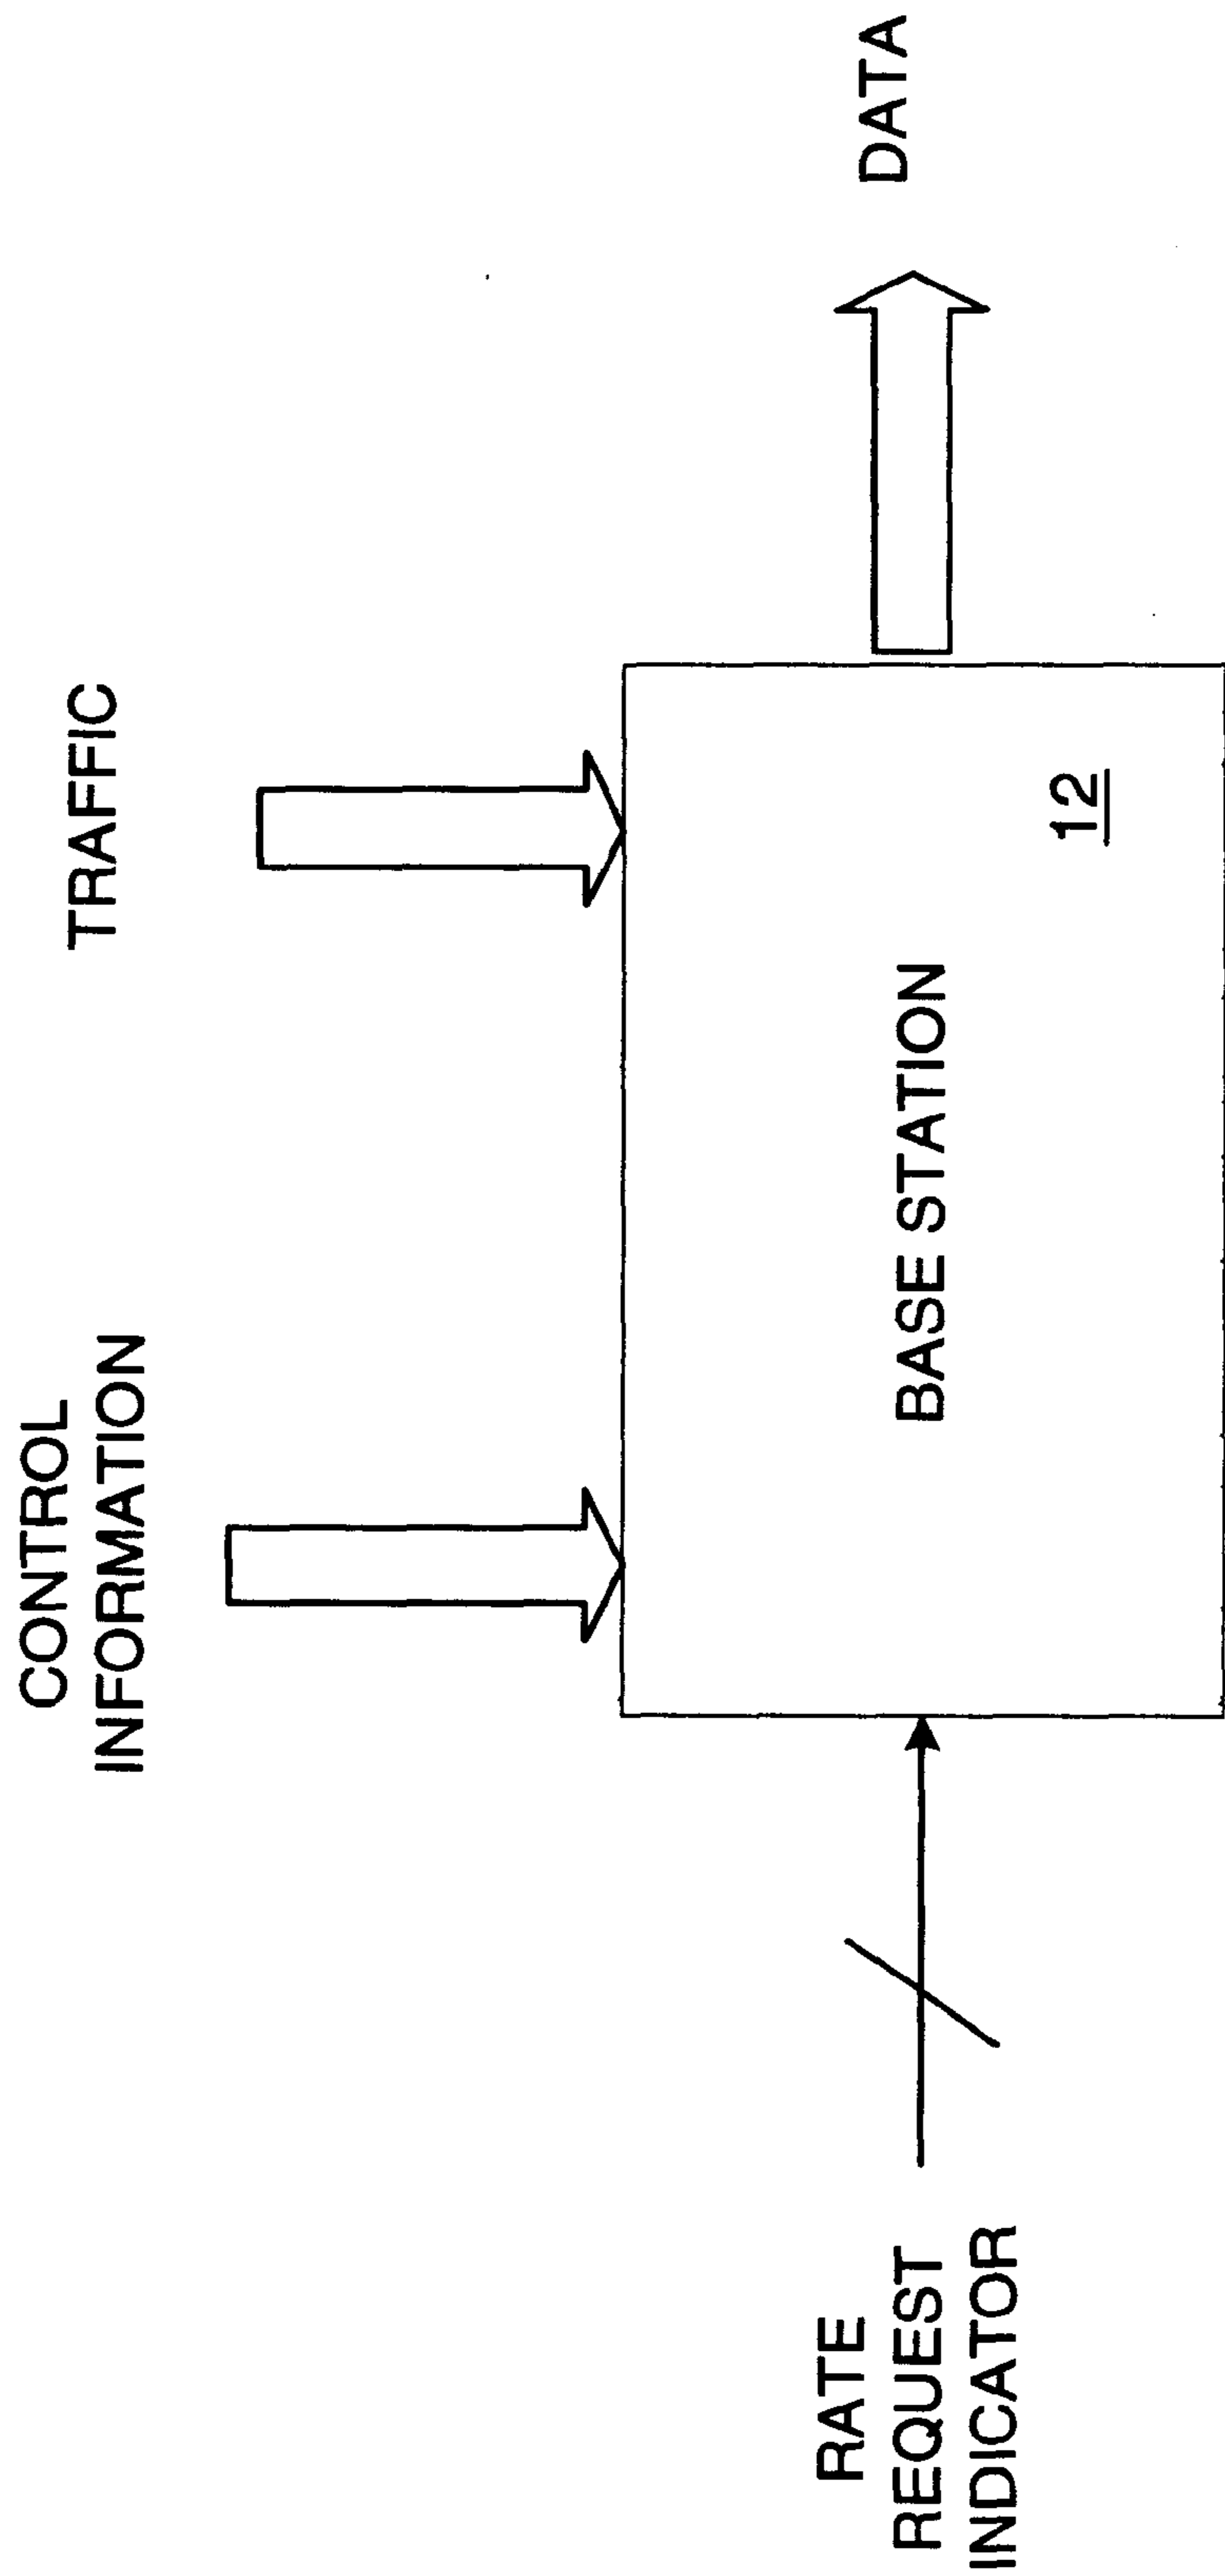 CONTROL
INFORMATION
TRAFFIC
RATE
REQUEST
INDICATOR
BASE STATION
12
DATA